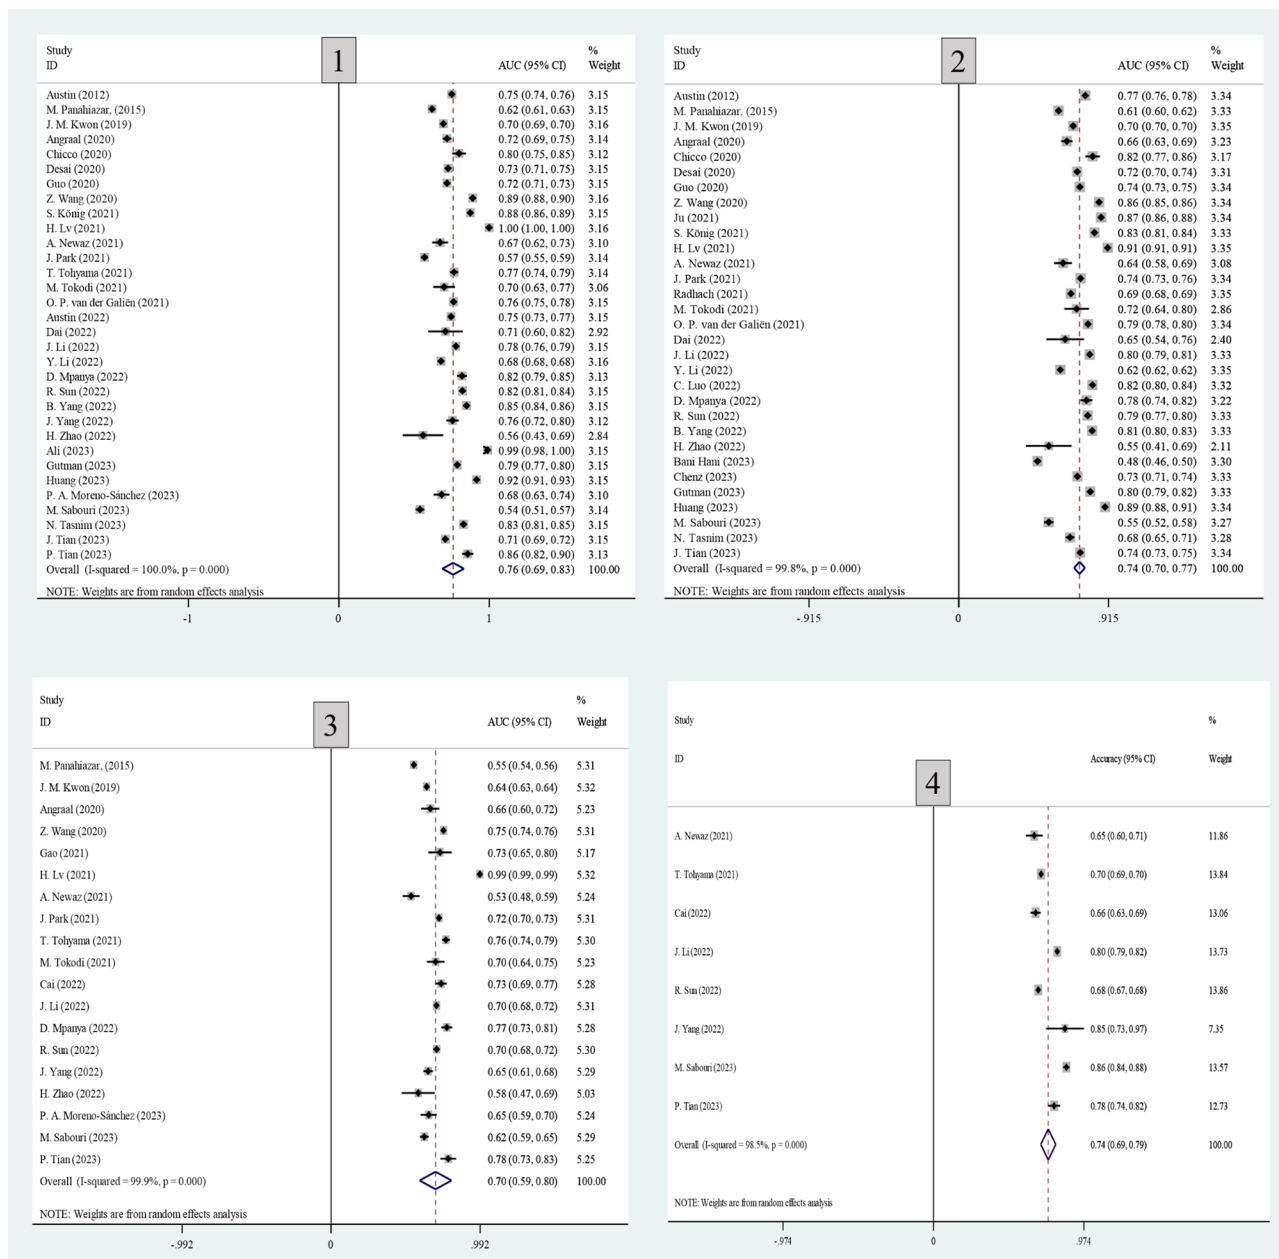 1
Study %
ID AUC (95% CI) Weight
Austin (2012) 0.75 (0.74, 0.76) 3.15
M. Panahiazar, (2015) 0.62 (0.61, 0.63) 3.15
J. M. Kwon (2019) 0.70 (0.69, 0.70) 3.16
Angraal (2020) 0.72 (0.69, 0.75) 3.14
Chicco (2020) 0.80 (0.75, 0.85) 3.12
Desai (2020) 0.73 (0.71, 0.75) 3.15
Guo (2020) 0.72 (0.71, 0.73) 3.15
Z. Wang (2020) 0.89 (0.88, 0.90) 3.16
S. König (2021) 0.88 (0.86, 0.89) 3.15
H. Lv (2021) 1.00 (1.00, 1.00) 3.16
A. Newaz (2021) 0.67 (0.62, 0.73) 3.10
J. Park (2021) 0.57 (0.55, 0.59) 3.14
T. Tohyama (2021) 0.77 (0.74, 0.79) 3.14
M. Tokodi (2021) 0.70 (0.63, 0.77) 3.06
O. P. van der Galiën (2021) 0.76 (0.75, 0.78) 3.15
Austin (2022) 0.75 (0.73, 0.77) 3.15
Dai (2022) 0.71 (0.60, 0.82) 2.92
J. Li (2022) 0.78 (0.76, 0.79) 3.15
Y. Li (2022) 0.68 (0.68, 0.68) 3.16
D. Mpanya (2022) 0.82 (0.79, 0.85) 3.13
R. Sun (2022) 0.82 (0.81, 0.84) 3.15
B. Yang (2022) 0.85 (0.84, 0.86) 3.15
J. Yang (2022) 0.76 (0.72, 0.80) 3.12
H. Zhao (2022) 0.56 (0.43, 0.69) 2.84
Ali (2023) 0.99 (0.98, 1.00) 3.15
Gutman (2023) 0.79 (0.77, 0.80) 3.15
Huang (2023) 0.92 (0.91, 0.93) 3.15
P. A. Moreno-Sánchez (2023) 0.68 (0.63, 0.74) 3.10
M. Sabouri (2023) 0.54 (0.51, 0.57) 3.14
N. Tasnim (2023) 0.83 (0.81, 0.85) 3.15
J. Tian (2023) 0.71 (0.69, 0.72) 3.15
P. Tian (2023) 0.86 (0.82, 0.90) 3.13
Overall (I-squared = 100.0%, p = 0.000) 0.76 (0.69, 0.83) 100.00
NOTE: Weights are from random effects analysis
-1 0 1
2
Study %
ID AUC (95% CI) Weight
Austin (2012) 0.77 (0.76, 0.78) 3.34
M. Panahiazar, (2015) 0.61 (0.60, 0.62) 3.33
J. M. Kwon (2019) 0.70 (0.70, 0.70) 3.35
Angraal (2020) 0.66 (0.63, 0.69) 3.23
Chicco (2020) 0.82 (0.77, 0.86) 3.17
Desai (2020) 0.72 (0.70, 0.74) 3.31
Guo (2020) 0.74 (0.73, 0.75) 3.34
Z. Wang (2020) 0.86 (0.85, 0.86) 3.34
Ju (2021) 0.87 (0.86, 0.88) 3.34
S. König (2021) 0.83 (0.81, 0.84) 3.33
H. Lv (2021) 0.91 (0.91, 0.91) 3.35
A. Newaz (2021) 0.64 (0.58, 0.69) 3.08
J. Park (2021) 0.74 (0.73, 0.76) 3.34
Radhach (2021) 0.69 (0.68, 0.69) 3.35
M. Tokodi (2021) 0.72 (0.64, 0.80) 2.86
O. P. van der Galiën (2021) 0.79 (0.78, 0.80) 3.34
Dai (2022) 0.65 (0.54, 0.76) 2.40
J. Li (2022) 0.80 (0.79, 0.81) 3.33
Y. Li (2022) 0.62 (0.62, 0.62) 3.35
C. Luo (2022) 0.82 (0.80, 0.84) 3.32
D. Mpanya (2022) 0.78 (0.74, 0.82) 3.22
R. Sun (2022) 0.79 (0.77, 0.80) 3.33
B. Yang (2022) 0.81 (0.80, 0.83) 3.33
H. Zhao (2022) 0.55 (0.41, 0.69) 2.11
Bani Hani (2023) 0.48 (0.46, 0.50) 3.30
Chenz (2023) 0.73 (0.71, 0.74) 3.33
Gutman (2023) 0.80 (0.79, 0.82) 3.33
Huang (2023) 0.89 (0.88, 0.91) 3.34
M. Sabouri (2023) 0.55 (0.52, 0.58) 3.27
N. Tasnim (2023) 0.68 (0.65, 0.71) 3.28
J. Tian (2023) 0.74 (0.73, 0.75) 3.34
Overall (I-squared = 99.8%, p = 0.000) 0.74 (0.70, 0.77) 100.00
NOTE: Weights are from random effects analysis
-.915 0 .915
3
Study %
ID AUC (95% CI) Weight
M. Panahiazar, (2015) 0.55 (0.54, 0.56) 5.31
J. M. Kwon (2019) 0.64 (0.63, 0.64) 5.32
Angraal (2020) 0.66 (0.60, 0.72) 5.23
Z. Wang (2020) 0.75 (0.74, 0.76) 5.31
Gao (2021) 0.73 (0.65, 0.80) 5.17
H. Lv (2021) 0.99 (0.99, 0.99) 5.32
A. Newaz (2021) 0.53 (0.48, 0.59) 5.24
J. Park (2021) 0.72 (0.70, 0.73) 5.31
T. Tohyama (2021) 0.76 (0.74, 0.79) 5.30
M. Tokodi (2021) 0.70 (0.64, 0.75) 5.23
Cai (2022) 0.73 (0.69, 0.77) 5.28
J. Li (2022) 0.70 (0.68, 0.72) 5.31
D. Mpanya (2022) 0.77 (0.73, 0.81) 5.28
R. Sun (2022) 0.70 (0.68, 0.72) 5.30
J. Yang (2022) 0.65 (0.61, 0.68) 5.29
H. Zhao (2022) 0.58 (0.47, 0.69) 5.03
P. A. Moreno-Sánchez (2023) 0.65 (0.59, 0.70) 5.24
M. Sabouri (2023) 0.62 (0.59, 0.65) 5.29
P. Tian (2023) 0.78 (0.73, 0.83) 5.25
Overall (I-squared = 99.9%, p = 0.000) 0.70 (0.59, 0.80) 100.00
NOTE: Weights are from random effects analysis
-.992 0 .992
4
Study %
ID Accuracy (95% CI) Weight
A. Newaz (2021) 0.65 (0.60, 0.71) 11.86
T. Tohyama (2021) 0.70 (0.69, 0.70) 13.84
Cai (2022) 0.66 (0.63, 0.69) 13.06
J. Li (2022) 0.80 (0.79, 0.82) 13.73
R. Sun (2022) 0.68 (0.67, 0.68) 13.86
J. Yang (2022) 0.85 (0.73, 0.97) 7.35
M. Sabouri (2023) 0.86 (0.84, 0.88) 13.57
P. Tian (2023) 0.78 (0.74, 0.82) 12.73
Overall (I-squared = 98.5%, p = 0.000) 0.74 (0.69, 0.79) 100.00
NOTE: Weights are from random effects analysis
-.974 0 .974